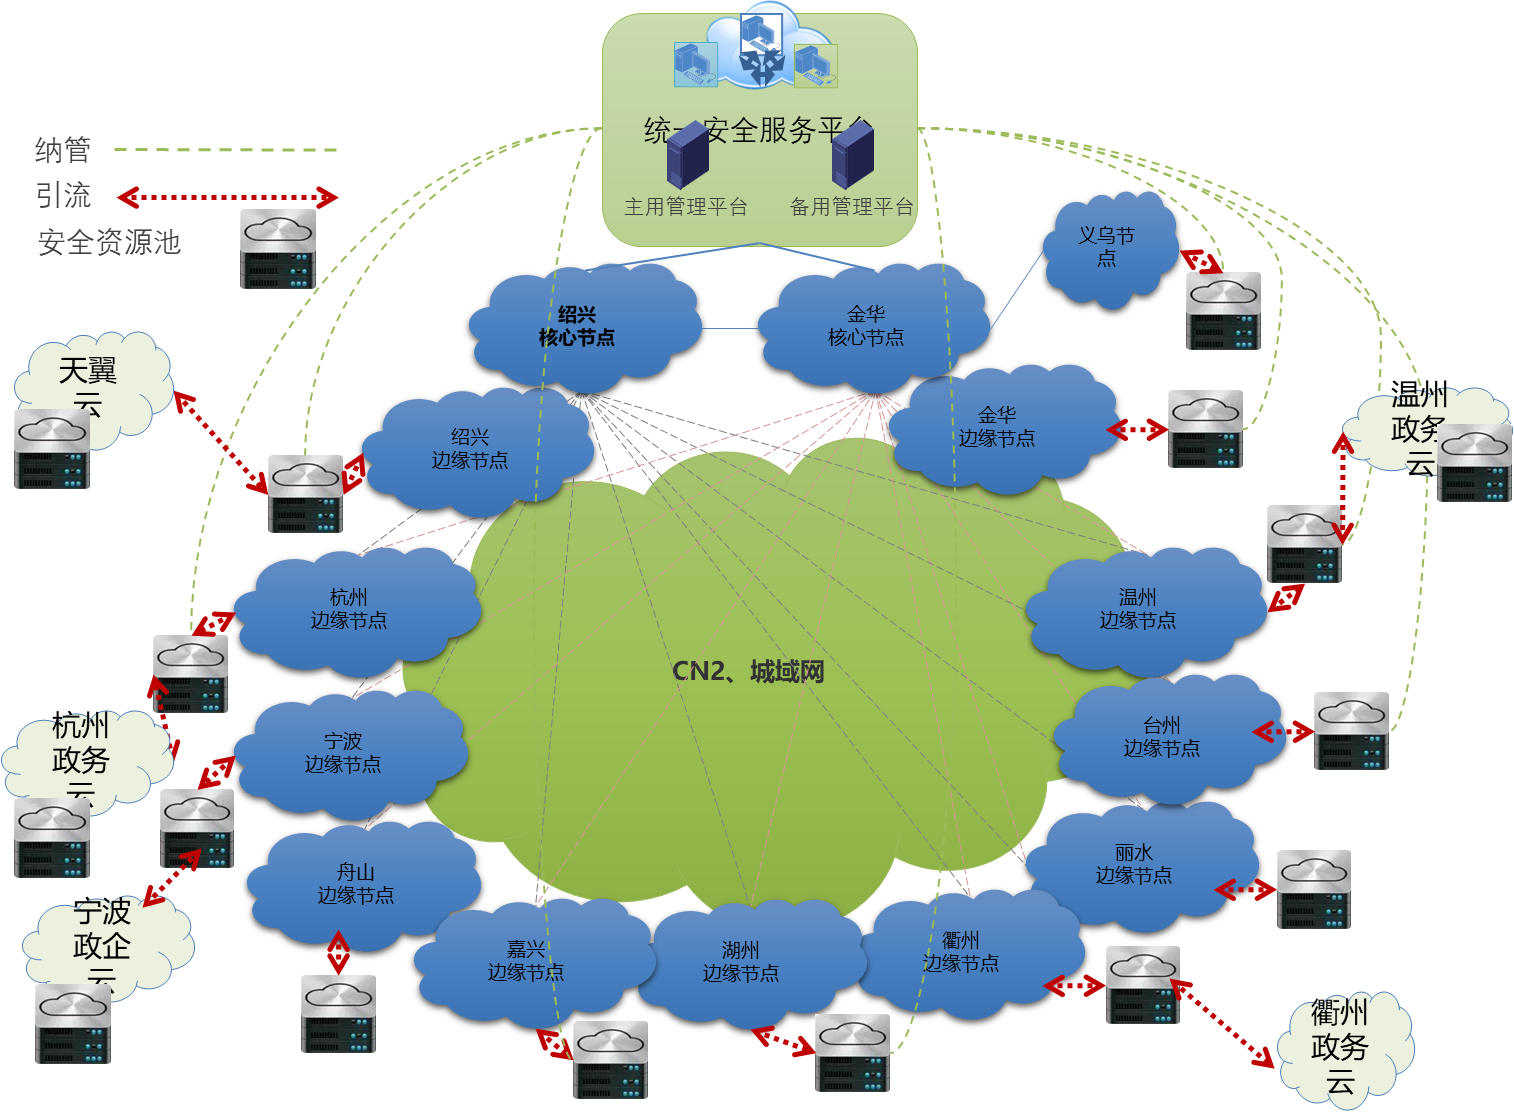 统一安全服务平台
主用管理平台
备用管理平台
纳管
引流
安全资源池
义乌节
点
绍兴
核心节点
金华
核心节点
天翼
云
绍兴
边缘节点
金华
边缘节点
温州
政务
云
杭州
边缘节点
温州
边缘节点
CN2、城域网
杭州
政务
云
宁波
边缘节点
台州
边缘节点
舟山
边缘节点
丽水
边缘节点
宁波
政企
云
嘉兴
边缘节点
湖州
边缘节点
衢州
边缘节点
衢州
政务
云